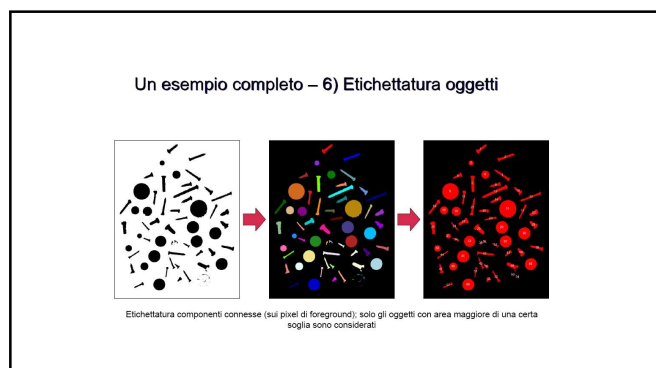 Un esempio completo – 6) Etichettatura oggetti
Etichettatura componenti connesse (sui pixel di foreground); solo gli oggetti con area maggiore di una certa
soglia sono considerati